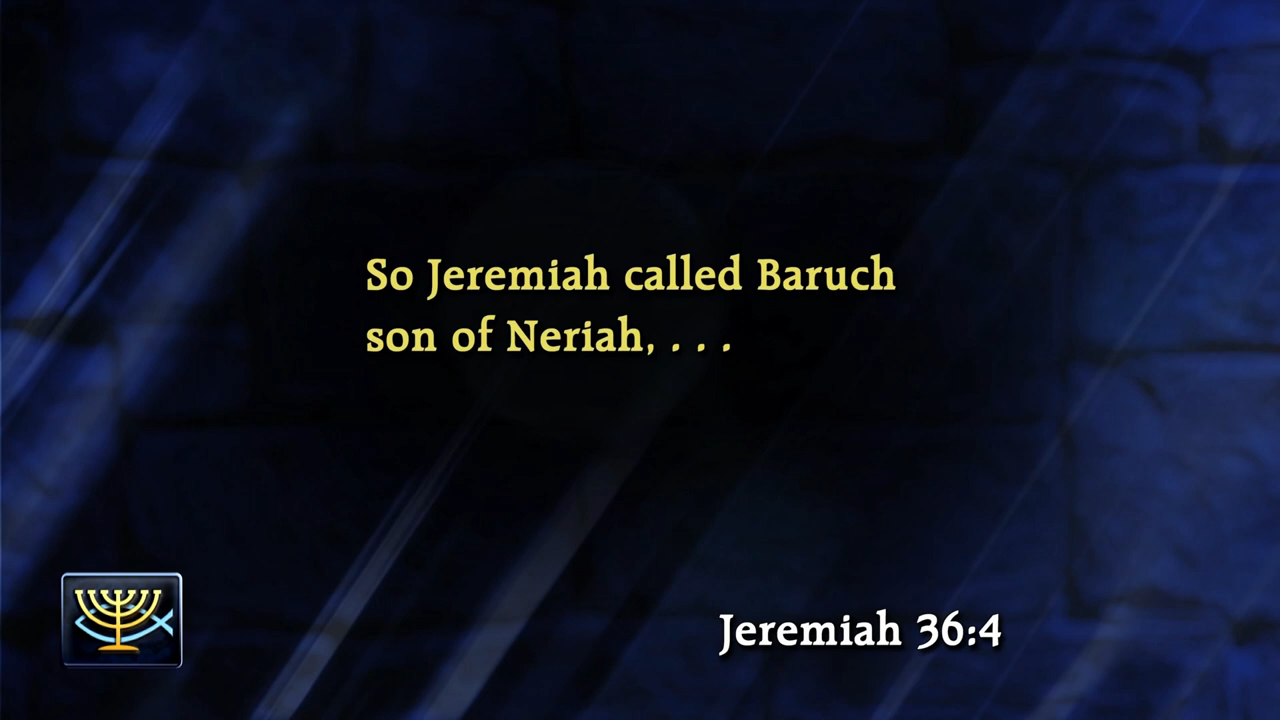 So Jeremiah called Baruch
son of Neriah, . . .
Jeremiah 36:4